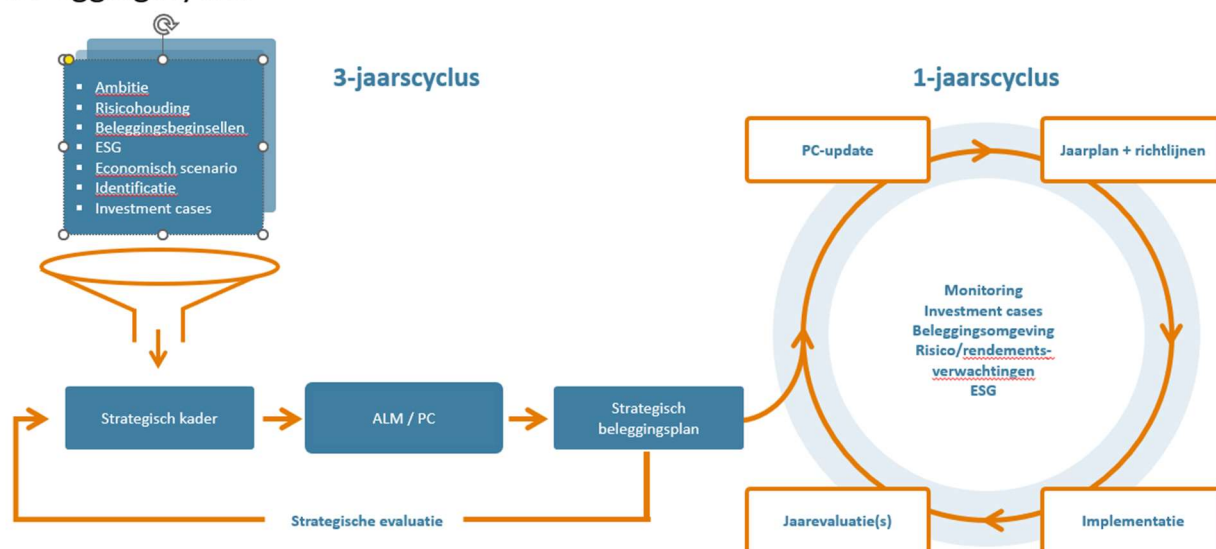 3-jaarscyclus
1-jaarscyclus
Ambitie
Risicohouding
Beleggingsbeginsellen
ESG
Economisch scenario
Identificatie
Investment cases
PC-update
Jaarplan + richtlijnen
Monitoring
Investment cases
Beleggingsomgeving
Risico/rendements-
verwachtingen
ESG
Strategisch kader
ALM / PC
Strategisch
beleggingsplan
Strategische evaluatie
Jaarevaluatie(s)
Implementatie